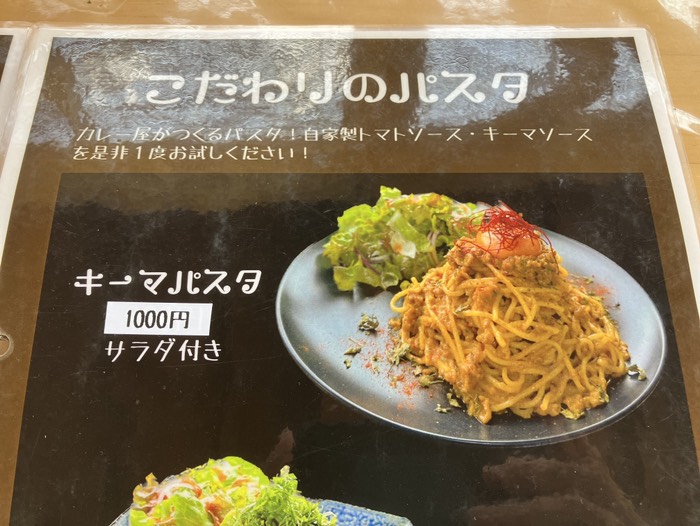 こだわりのパスタ
カレー屋がつくるパスタ！自家製トマトソース・キーマソース
を是非１度お試しください！
キーマパスタ
1000円
サラダ付き